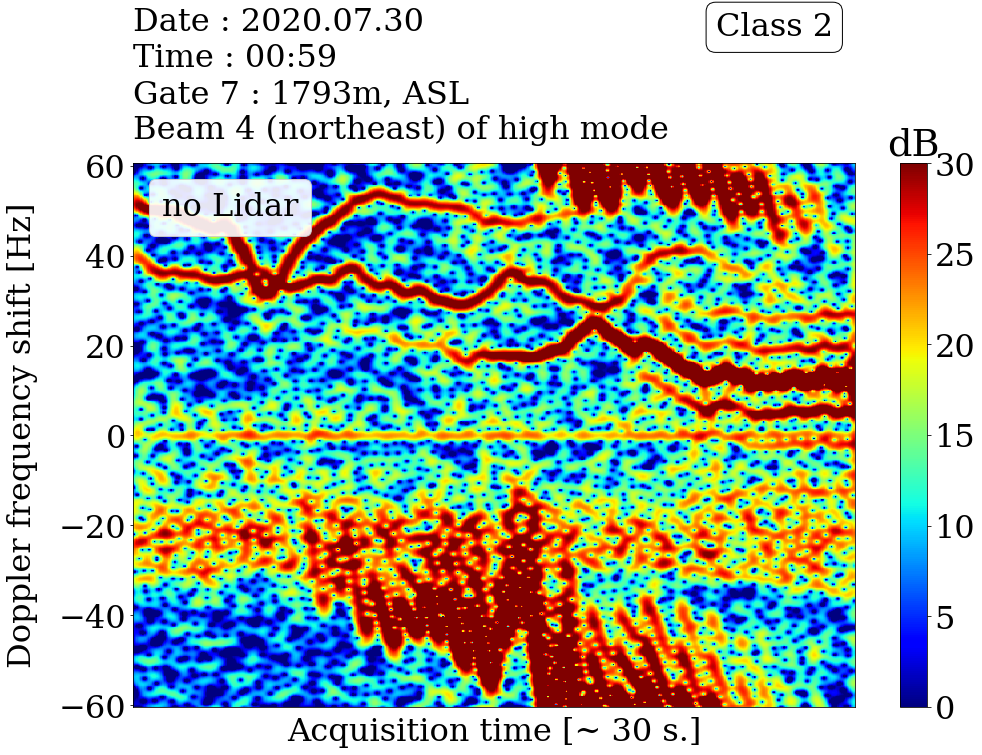 Date : 2020.07.30
Time : 00:59
Gate 7 : 1793m, ASL
Beam 4 (northeast) of high mode
Class 2
dB
no Lidar
Doppler frequency shift [Hz]
60
40
20
0
−20
−40
−60
Acquisition time [~ 30 s.]
30
25
20
15
10
5
0